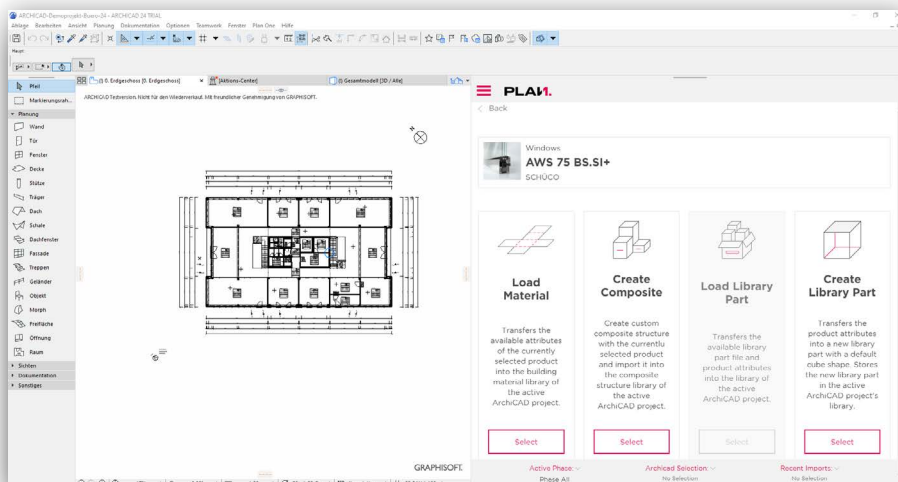 ARCHICAD-Demoprojekt-Buero-24 - ARCHICAD 24 TRIAL
Ablage Bearbeiten Ansicht Planung Dokumentation Optionen Teamwork Fenster Plan One Hilfe
Haupt
Pfeil
Markierungsrah...
Planung
Wand
Tür
Fenster
Decke
Stütze
Träger
Dach
Schale
Dachfenster
Fassade
Treppen
Geländer
Objekt
Morph
Freifläche
Öffnung
Raum
Sichten
Dokumentation
Sonstiges
(!) 0. Erdgeschoss [0. Erdgeschoss]
[Aktions-Center]
(!) Gesamtmodell [3D / Alle]
ARCHICAD Testversion. Nicht für den Wiederverkauf. Mit freundlicher Genehmigung von GRAPHISOFT.
GRAPHISOFT.
PLAN1.
Back
Windows
AWS 75 BS.SI+
SCHÜCO
Load
Material
Transfers the
available attributes
of the currently
selected product
into the building
material library of
the active
ArchiCAD project.
Select
Create
Composite
Create custom
composite structure
with the currently
selected product
and import it into
the composite
structure library of
the active
ArchiCAD project.
Select
Load Library
Part
Transfers the
available library
part file and
product attributes
into the library of
the active
ArchiCAD project.
Select
Create
Library Part
Transfers the
product attributes
into a new library
part with a default
cube shape. Stores
the new library part
in the active
ArchiCAD project's
library.
Select
Active Phase:
Phase All
Archicad Selection:
No Selection
Recent Imports:
No Selection